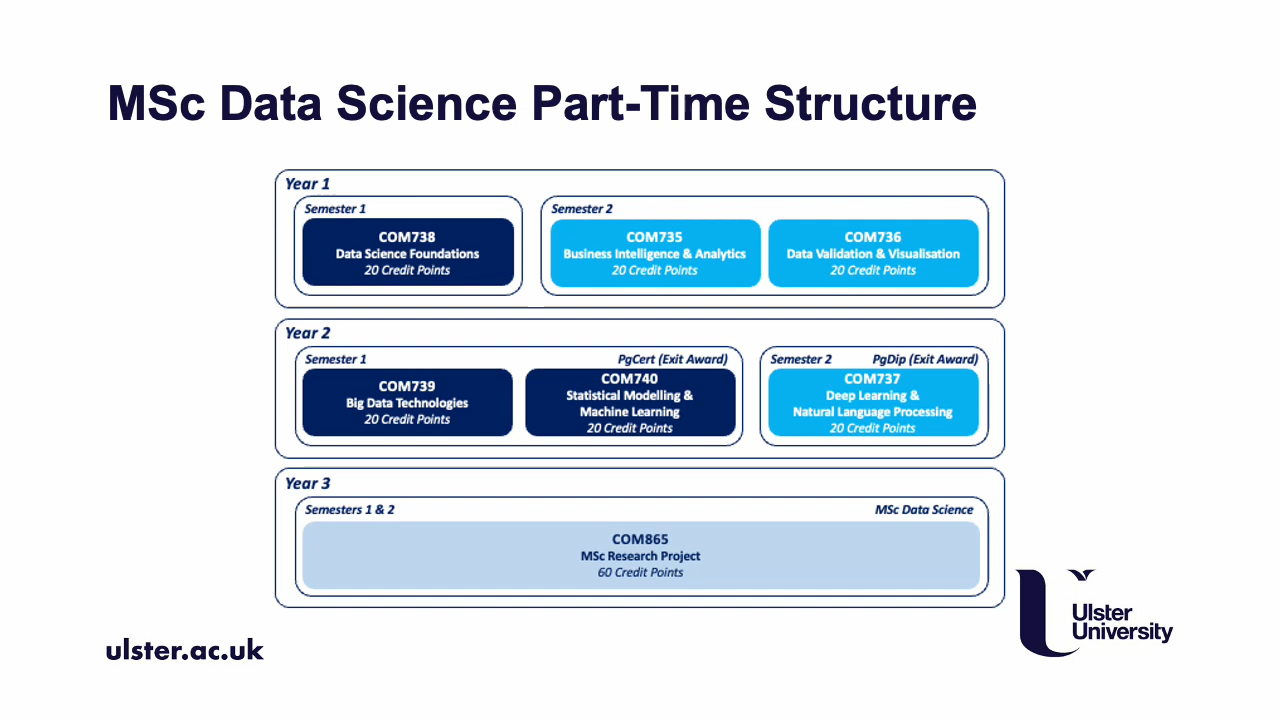 MSc Data Science Part-Time Structure
Year 1
Semester 1
COM738
Data Science Foundations
20 Credit Points
Semester 2
COM735
Business Intelligence & Analytics
20 Credit Points
COM736
Data Validation & Visualisation
20 Credit Points
Year 2
Semester 1
PgCert (Exit Award)
COM739
Big Data Technologies
20 Credit Points
COM740
Statistical Modelling &
Machine Learning
20 Credit Points
Semester 2
PgDip (Exit Award)
COM737
Deep Learning &
Natural Language Processing
20 Credit Points
Year 3
Semesters 1 & 2
MSc Data Science
COM865
MSc Research Project
60 Credit Points
ulster.ac.uk
Ulster
University